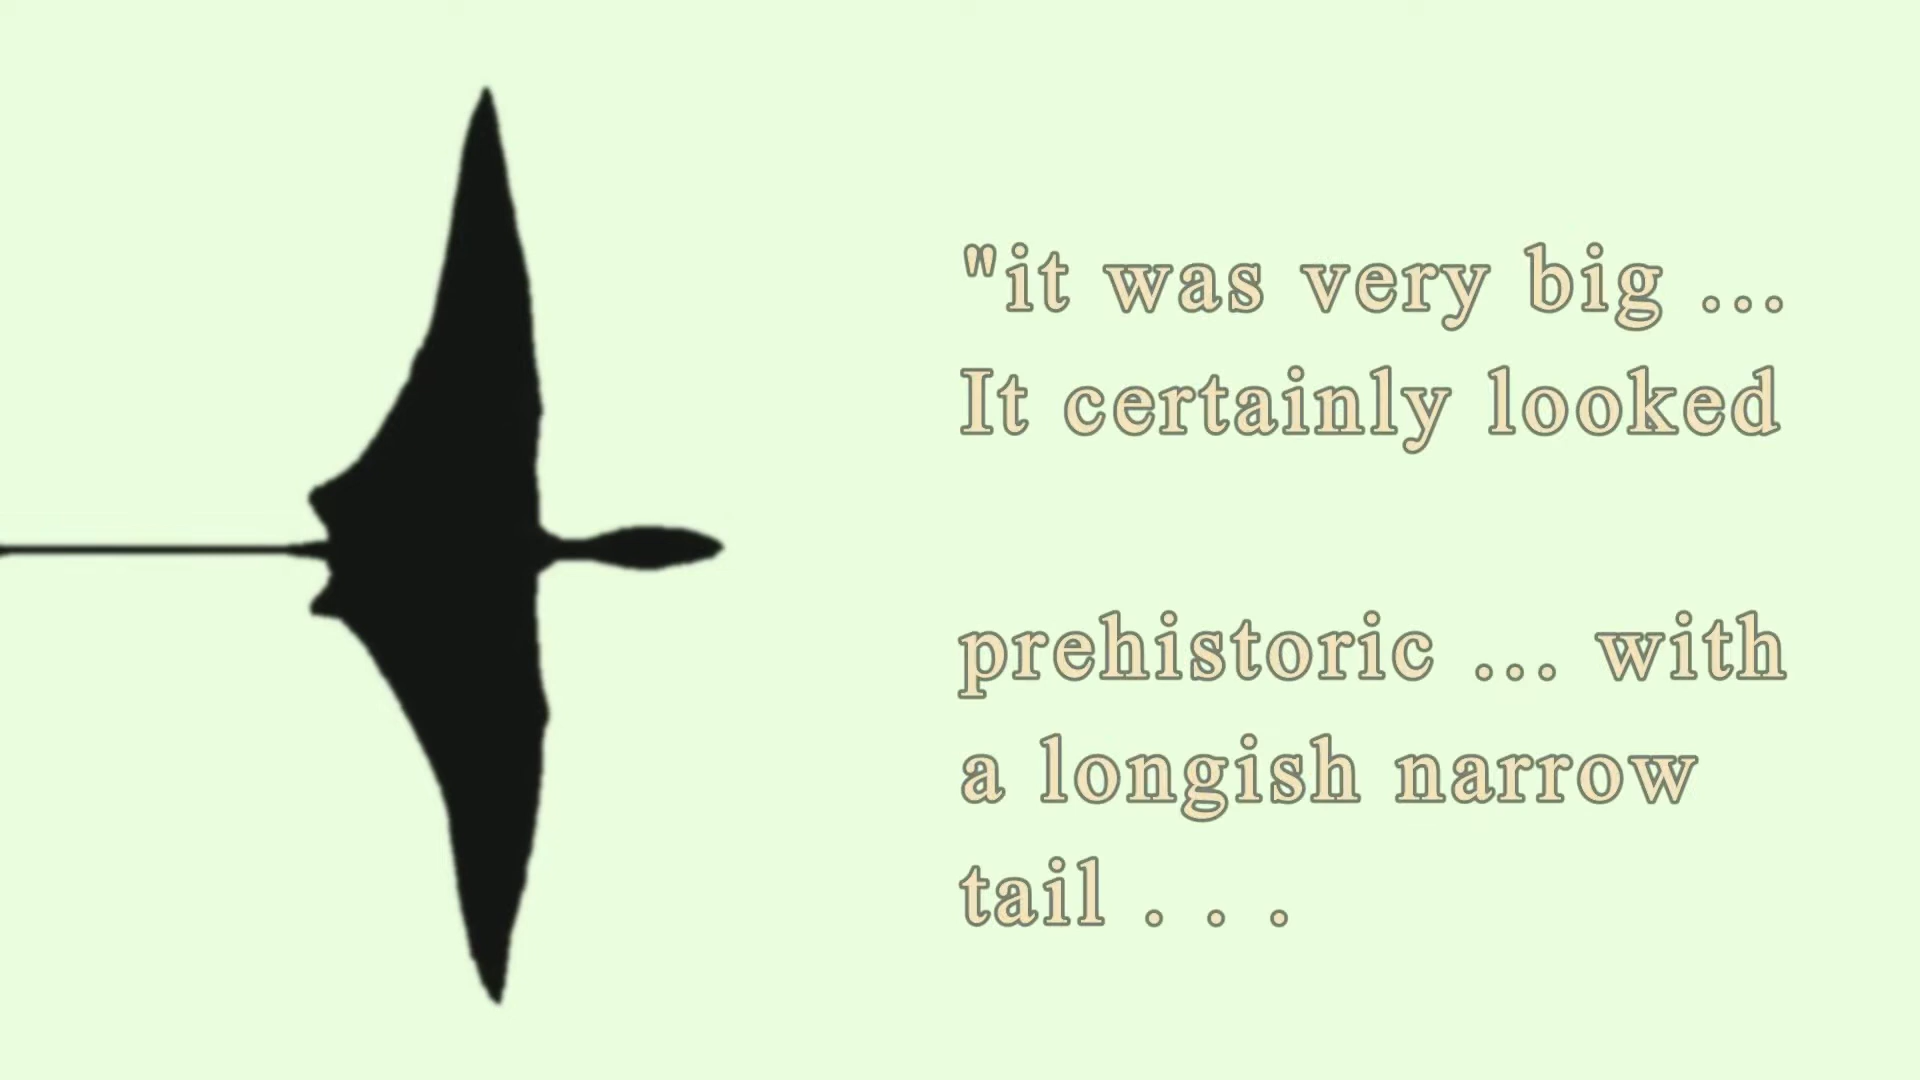 "it was very big ...
It certainly looked
prehistoric ... with
a longish narrow
tail . . .